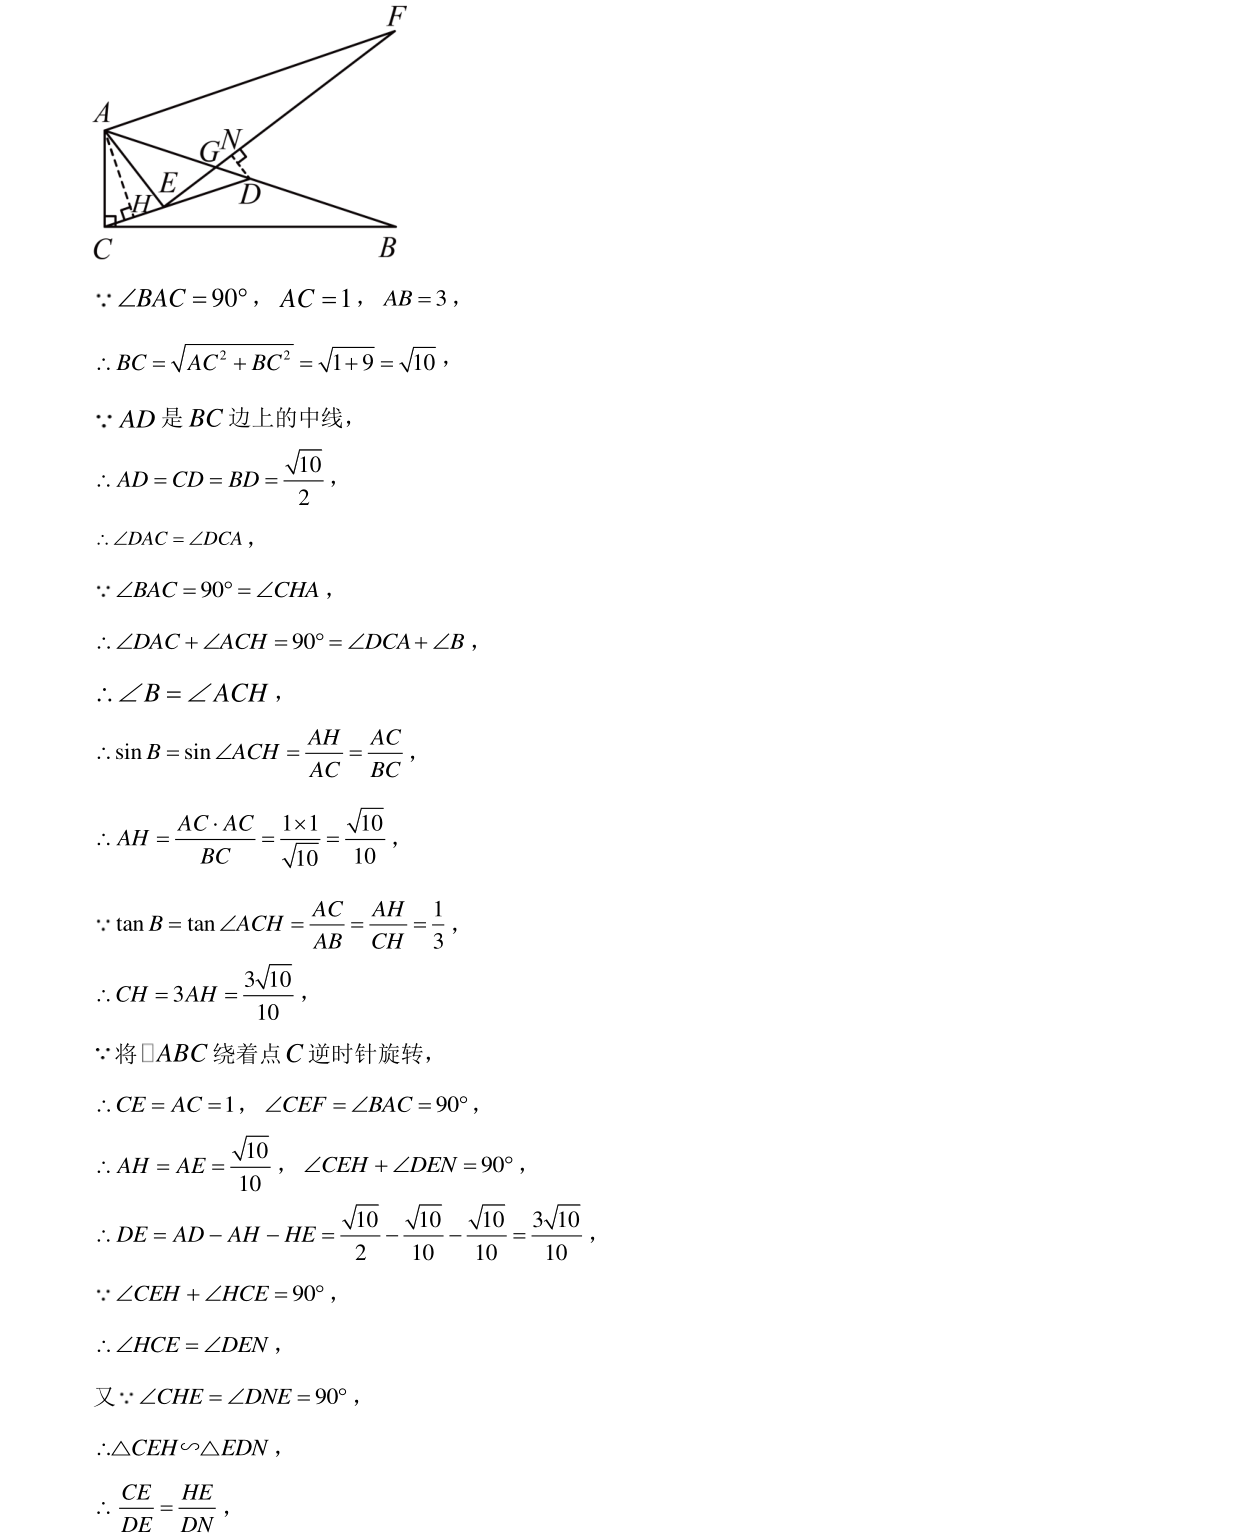 F
A
G N
E
H
D
C
B
∵∠BAC=90°, AC=1, AB=3,
∴BC=√(AC²+BC²)=√(1+9)=√10,
∵AD是BC边上的中线,
∴AD=CD=BD=√10/2,
∴∠DAC=∠DCA,
∵∠BAC=90°=∠CHA,
∴∠DAC+∠ACH=90°=∠DCA+∠B,
∴∠B=∠ACH,
∴sin B=sin∠ACH=AH/AC=AC/BC,
∴AH=AC·AC/BC=1×1/√10=√10/10,
∵tan B=tan∠ACH=AC/AB=AH/CH=1/3,
∴CH=3AH=3√10/10,
∵将□ABC绕着点C逆时针旋转,
∴CE=AC=1, ∠CEF=∠BAC=90°,
∴AH=AE=√10/10, ∠CEH+∠DEN=90°,
∴DE=AD−AH−HE=√10/2−√10/10−√10/10=3√10/10,
∵∠CEH+∠HCE=90°,
∴∠HCE=∠DEN,
又∵∠CHE=∠DNE=90°,
∴△CEH∽△EDN,
∴CE/DE=HE/DN,